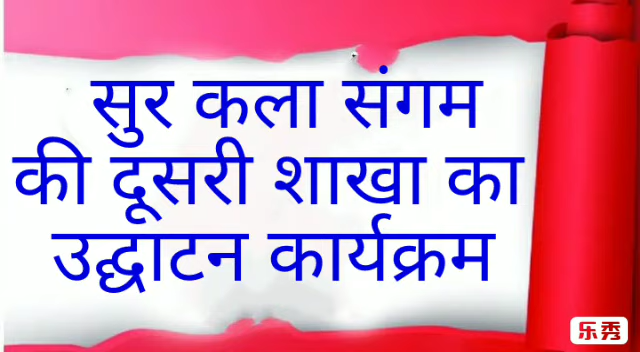 सुर कला संगम
की दूसरी शाखा का
उद्घाटन कार्यक्रम
乐秀